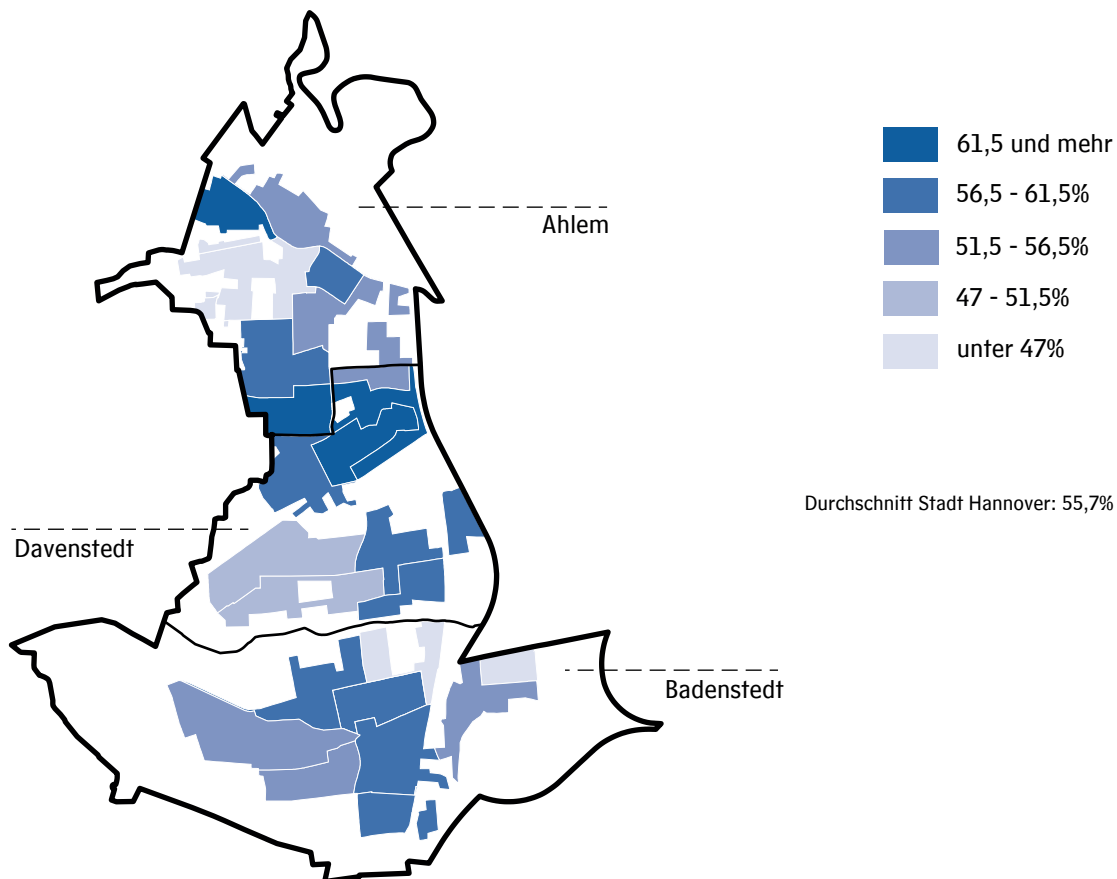 61,5 und mehr
56,5 - 61,5%
Ahlem
51,5 - 56,5%
47 - 51,5%
unter 47%
Durchschnitt Stadt Hannover: 55,7%
Davenstedt
Badenstedt